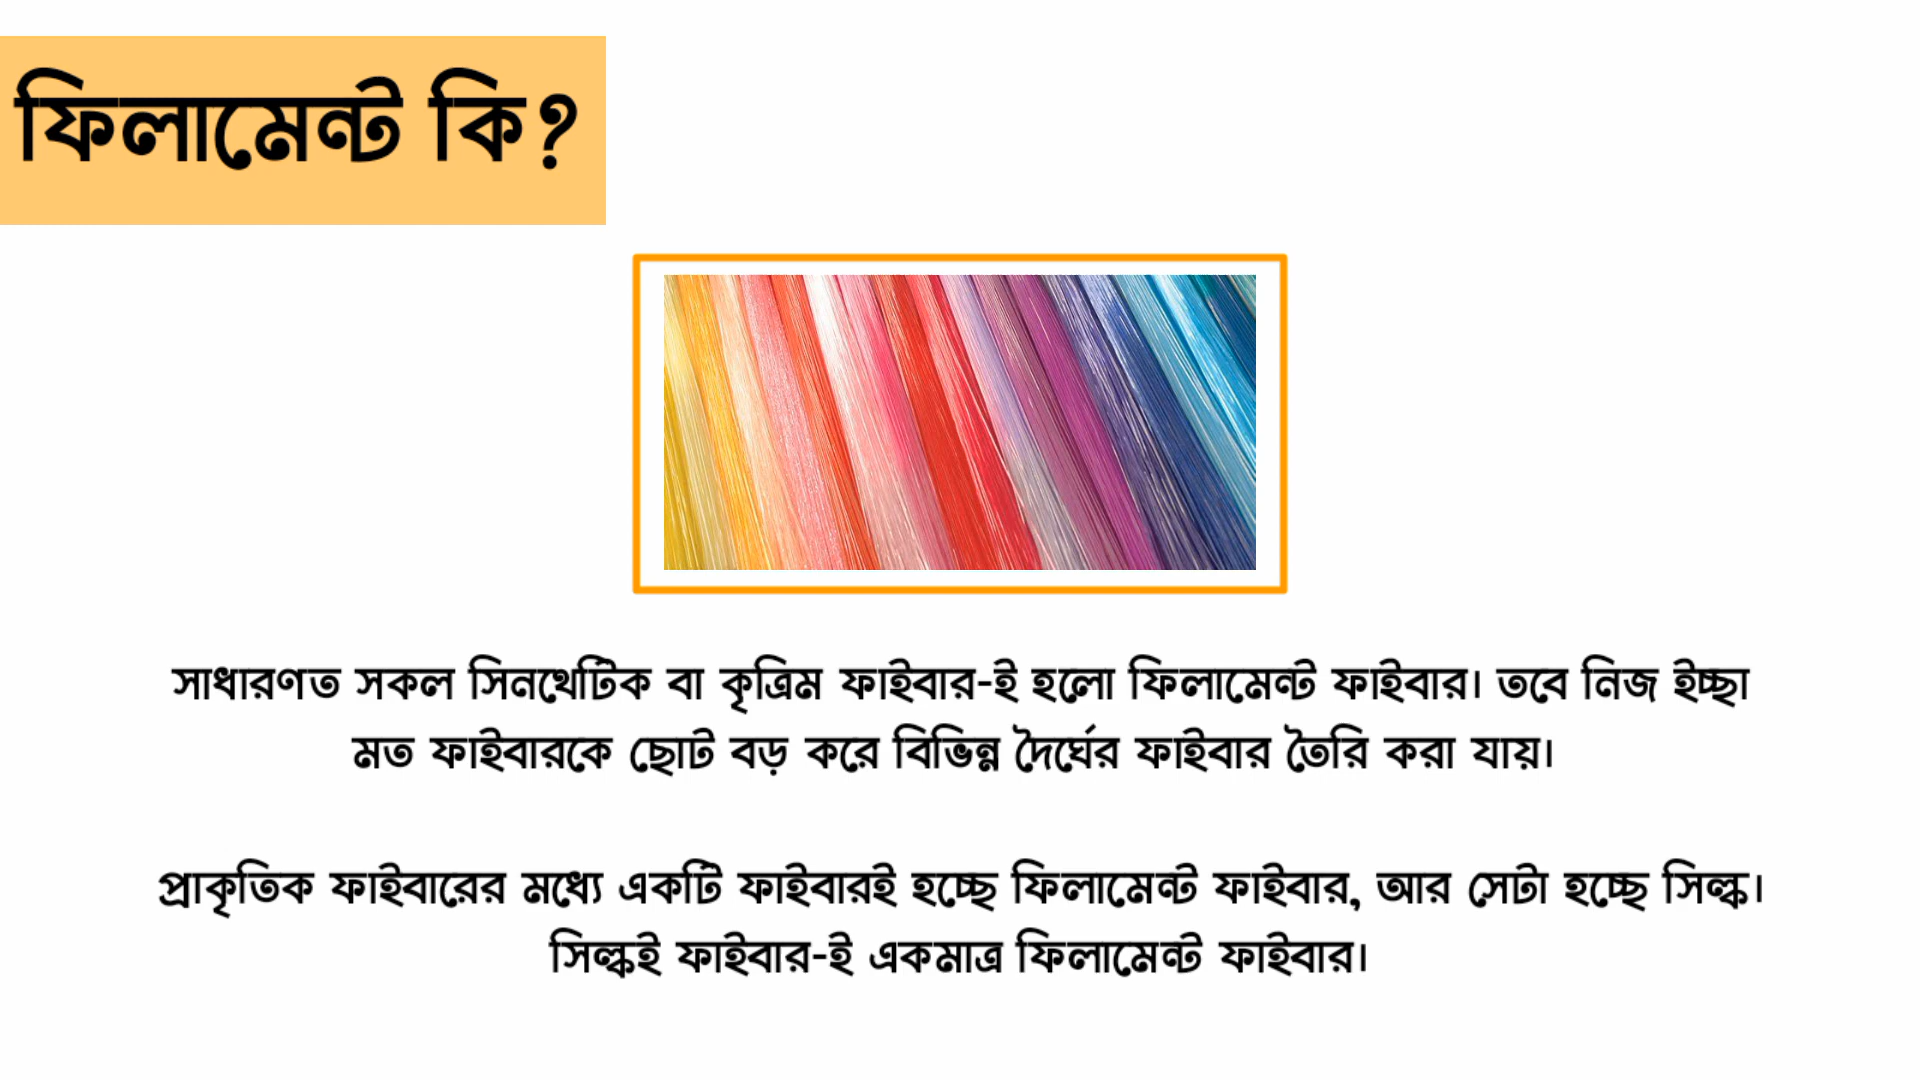 ফিলামেন্ট কি?
সাধারণত সকল সিনথেটিক বা কৃত্রিম ফাইবার-ই হলো ফিলামেন্ট ফাইবার। তবে নিজ ইচ্ছা
মত ফাইবারকে ছোট বড় করে বিভিন্ন দৈর্ঘের ফাইবার তৈরি করা যায়।
প্রাকৃতিক ফাইবারের মধ্যে একটি ফাইবারই হচ্ছে ফিলামেন্ট ফাইবার, আর সেটা হচ্ছে সিল্ক।
সিল্কই ফাইবার-ই একমাত্র ফিলামেন্ট ফাইবার।